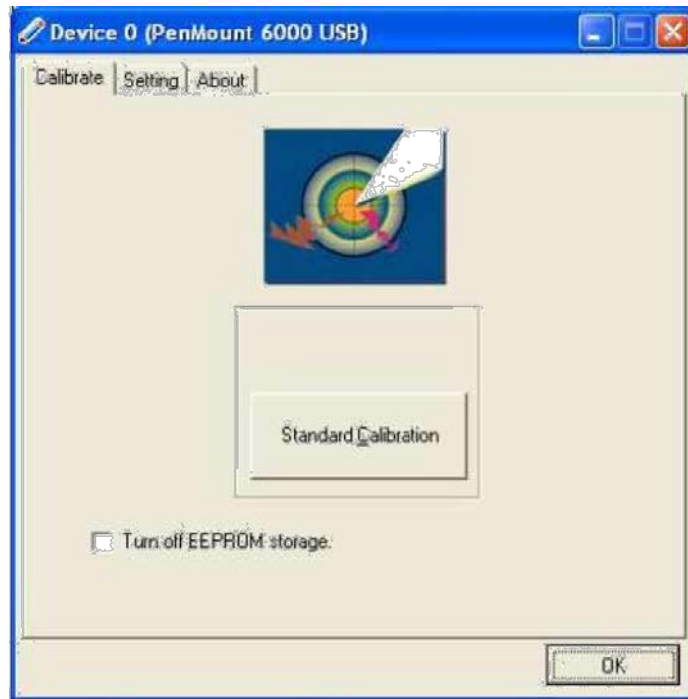 Device 0 (PenMount 6000 USB)
Calibrate Setting About
Standard Calibration
Turn off EEPROM storage.
OK